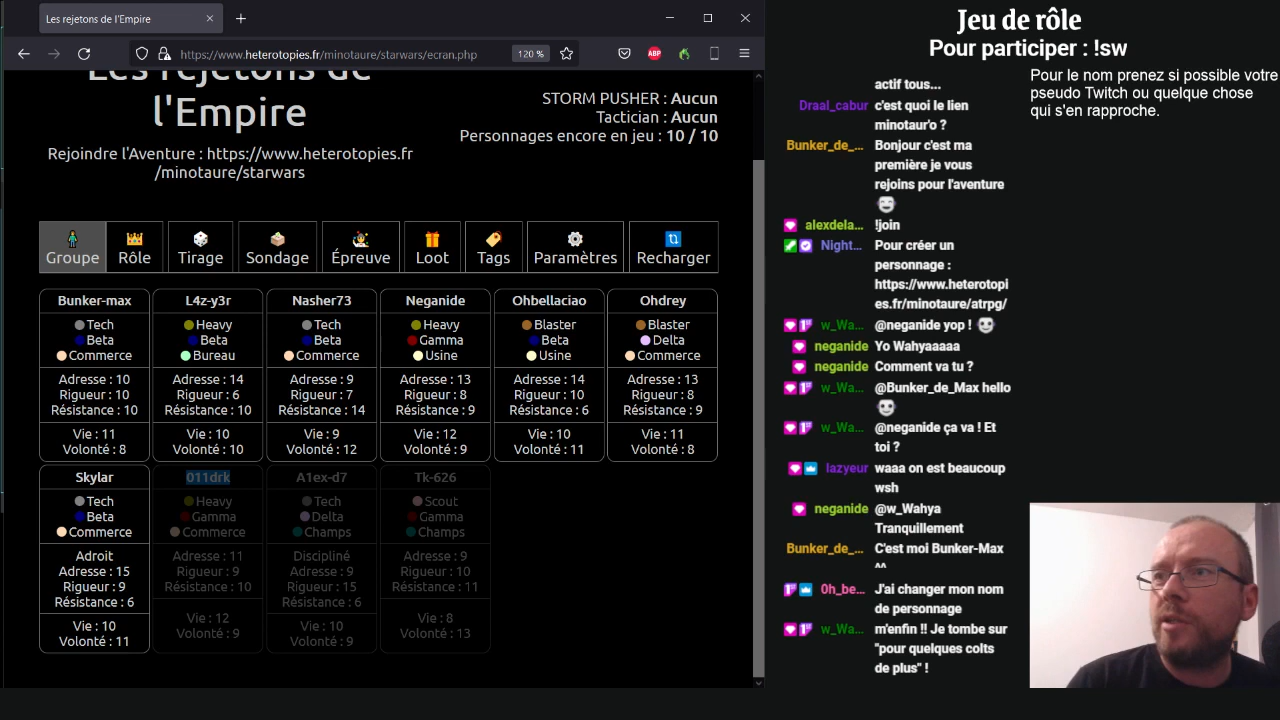 Les rejetons de l'Empire
https://www.heterotopies.fr/minotaure/starwars/ecran.php
120 %
ABP
Les rejetons de
l'Empire
Rejoindre l'Aventure : https://www.heterotopies.fr
/minotaure/starwars
STORM PUSHER : Aucun
Tactician : Aucun
Personnages encore en jeu : 10 / 10
Groupe
Rôle
Tirage
Sondage
Épreuve
Loot
Tags
Paramètres
Recharger
Bunker-max
Tech
Beta
Commerce
Adresse : 10
Rigueur : 10
Résistance : 10
Vie : 11
Volonté : 8
L4z-y3r
Heavy
Beta
Bureau
Adresse : 14
Rigueur : 6
Résistance : 10
Vie : 10
Volonté : 10
Nasher73
Tech
Beta
Commerce
Adresse : 9
Rigueur : 7
Résistance : 14
Vie : 9
Volonté : 12
Neganide
Heavy
Gamma
Usine
Adresse : 13
Rigueur : 8
Résistance : 9
Vie : 12
Volonté : 9
Ohbellaciao
Blaster
Beta
Usine
Adresse : 14
Rigueur : 10
Résistance : 6
Vie : 10
Volonté : 11
Ohdrey
Blaster
Delta
Commerce
Adresse : 13
Rigueur : 8
Résistance : 9
Vie : 11
Volonté : 8
Skylar
Tech
Beta
Commerce
Adroit
Adresse : 15
Rigueur : 9
Résistance : 6
Vie : 10
Volonté : 11
011drk
Heavy
Gamma
Commerce
Adresse : 11
Rigueur : 9
Résistance : 10
Vie : 12
Volonté : 9
A1ex-d7
Tech
Delta
Champs
Discipliné
Adresse : 9
Rigueur : 15
Résistance : 6
Vie : 10
Volonté : 9
Tk-626
Scout
Gamma
Champs
Adresse : 9
Rigueur : 10
Résistance : 11
Vie : 8
Volonté : 13
Jeu de rôle
Pour participer : !sw
Pour le nom prenez si possible votre
pseudo Twitch ou quelque chose
qui s'en rapproche.
actif tous...
Draal_cabur c'est quoi le lien
minotaur'o ?
Bunker_de_... Bonjour c'est ma
première je vous
rejoins pour l'aventure
alexdela... !join
Night... Pour créer un
personnage :
https://www.heterotopi
es.fr/minotaure/atrpg/
w_Wa... @neganide yop !
neganide Yo Wahyaaaaa
neganide Comment va tu ?
w_Wa... @Bunker_de_Max hello
w_Wa... @neganide ça va ! Et
toi ?
lazyeur waaa on est beaucoup
wsh
neganide @w_Wahya
Tranquillement
Bunker_de_... C'est moi Bunker-Max
^^
0h_be... J'ai changer mon nom
de personnage
w_Wa... m'enfin !! Je tombe sur
"pour quelques colts
de plus" !